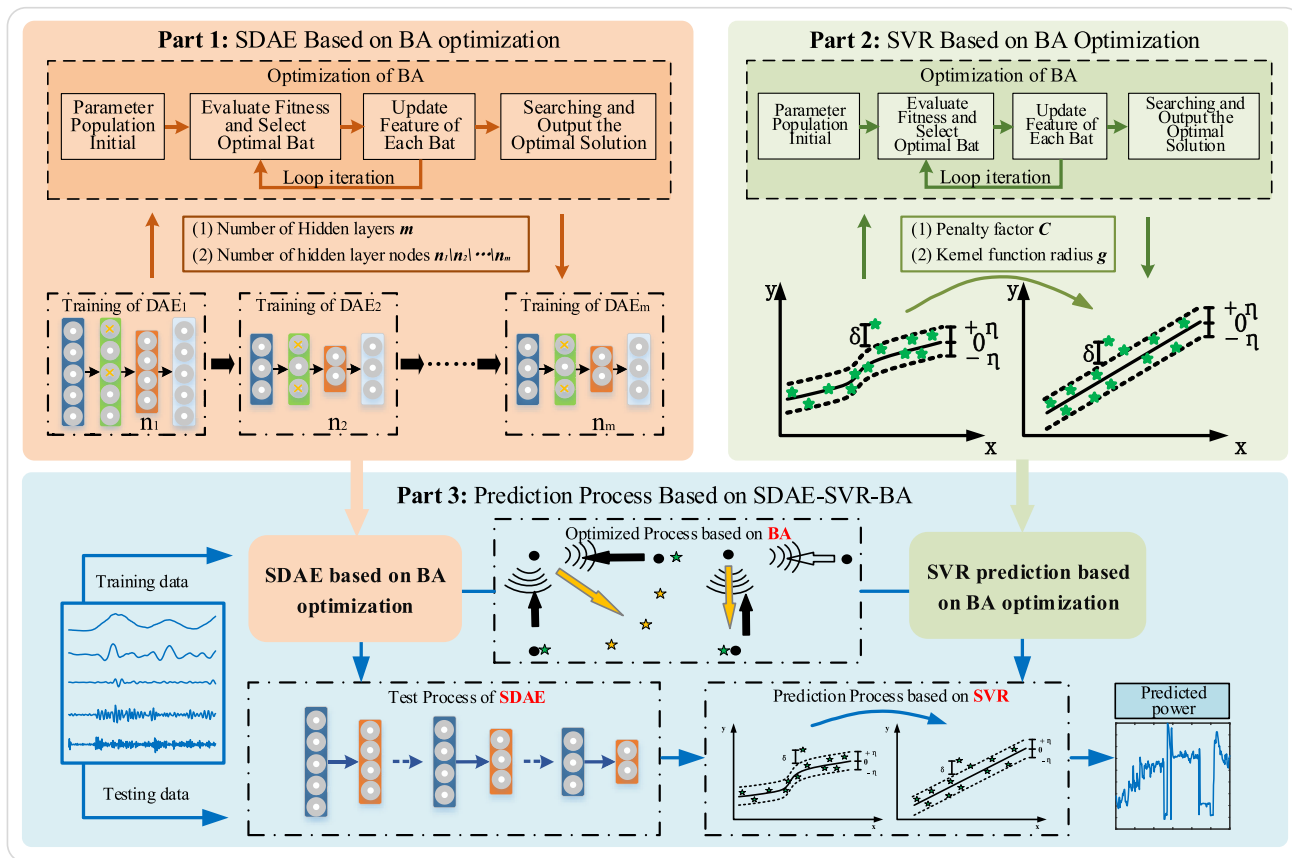 Part 1: SDAE Based on BA optimization
Optimization of BA
Parameter
Population
Initial
Evaluate Fitness
and Select
Optimal Bat
Update
Feature of
Each Bat
Searching and
Output the
Optimal Solution
Loop iteration
(1) Number of Hidden layers m
(2) Number of hidden layer nodes n₁\n₂\⋯\nₘ
Training of DAE₁
n₁
Training of DAE₂
n₂
Training of DAEₘ
nₘ
Part 2: SVR Based on BA Optimization
Optimization of BA
Parameter
Population
Initial
Evaluate
Fitness and
Select
Optimal Bat
Update
Feature of
Each Bat
Searching and
Output the
Optimal
Solution
Loop iteration
(1) Penalty factor C
(2) Kernel function radius g
y
δ
+η
0
−η
x
y
δ
+η
0
−η
x
Part 3: Prediction Process Based on SDAE-SVR-BA
Training data
Testing data
SDAE based on BA
optimization
Optimized Process based on BA
SVR prediction based
on BA optimization
Test Process of SDAE
Prediction Process based on SVR
y
δ
+η
0
−η
x
y
δ
+η
0
−η
x
Predicted
power